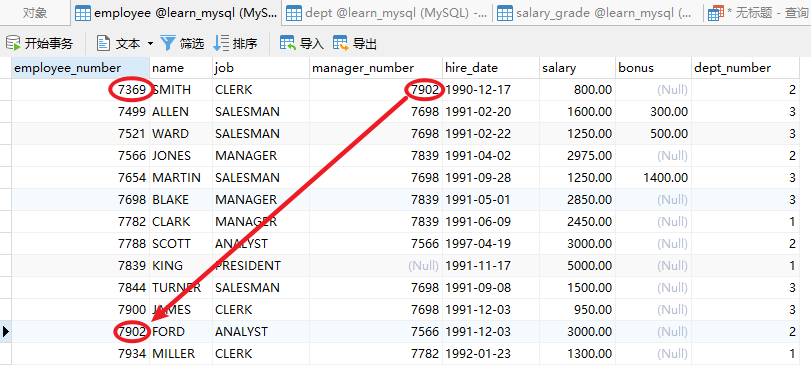 对象 employee @learn_mysql (MyS... dept @learn_mysql (MySQL) -... salary_grade @learn_mysql (... * 无标题 - 查询
开始事务 文本 筛选 排序 导入 导出
employee_number name job manager_number hire_date salary bonus dept_number
7369 SMITH CLERK 7902 1990-12-17 800.00 (Null) 2
7499 ALLEN SALESMAN 7698 1991-02-20 1600.00 300.00 3
7521 WARD SALESMAN 7698 1991-02-22 1250.00 500.00 3
7566 JONES MANAGER 7839 1991-04-02 2975.00 (Null) 2
7654 MARTIN SALESMAN 7698 1991-09-28 1250.00 1400.00 3
7698 BLAKE MANAGER 7839 1991-05-01 2850.00 (Null) 3
7782 CLARK MANAGER 7839 1991-06-09 2450.00 (Null) 1
7788 SCOTT ANALYST 7566 1997-04-19 3000.00 (Null) 2
7839 KING PRESIDENT (Null) 1991-11-17 5000.00 (Null) 1
7844 TURNER SALESMAN 7698 1991-09-08 1500.00 (Null) 3
7900 JAMES CLERK 7698 1991-12-03 950.00 (Null) 3
7902 FORD ANALYST 7566 1991-12-03 3000.00 (Null) 2
7934 MILLER CLERK 7782 1992-01-23 1300.00 (Null) 1